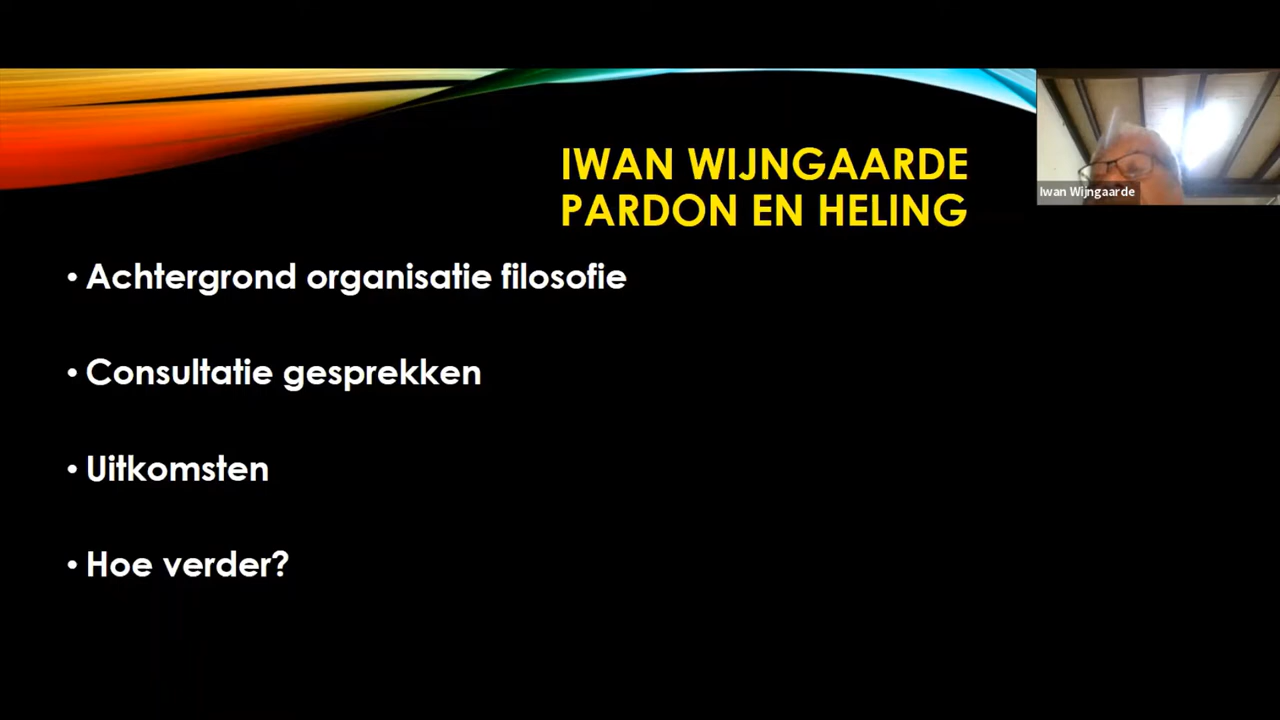 IWAN WIJNGAARDE
PARDON EN HELING
Iwan Wijngaarde
• Achtergrond organisatie filosofie
• Consultatie gesprekken
• Uitkomsten
• Hoe verder?